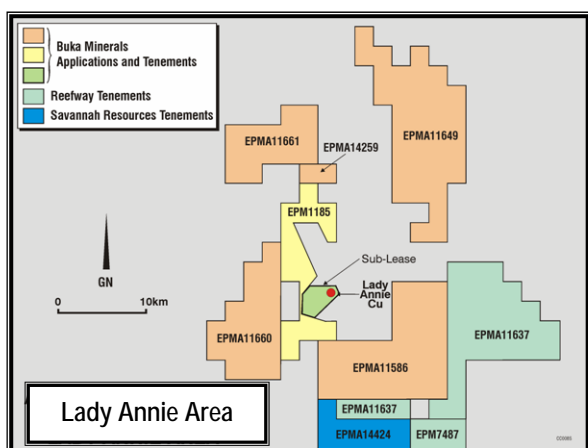 Buka Minerals
Applications and Tenements
Reefway Tenements
Savannah Resources Tenements
EPMA11661
EPMA14259
EPMA11649
EPM1185
GN
0
10km
Sub-Lease
Lady
Annie
Cu
EPMA11660
EPMA11637
EPMA11586
Lady Annie Area
EPMA11637
EPMA14424
EPM7487